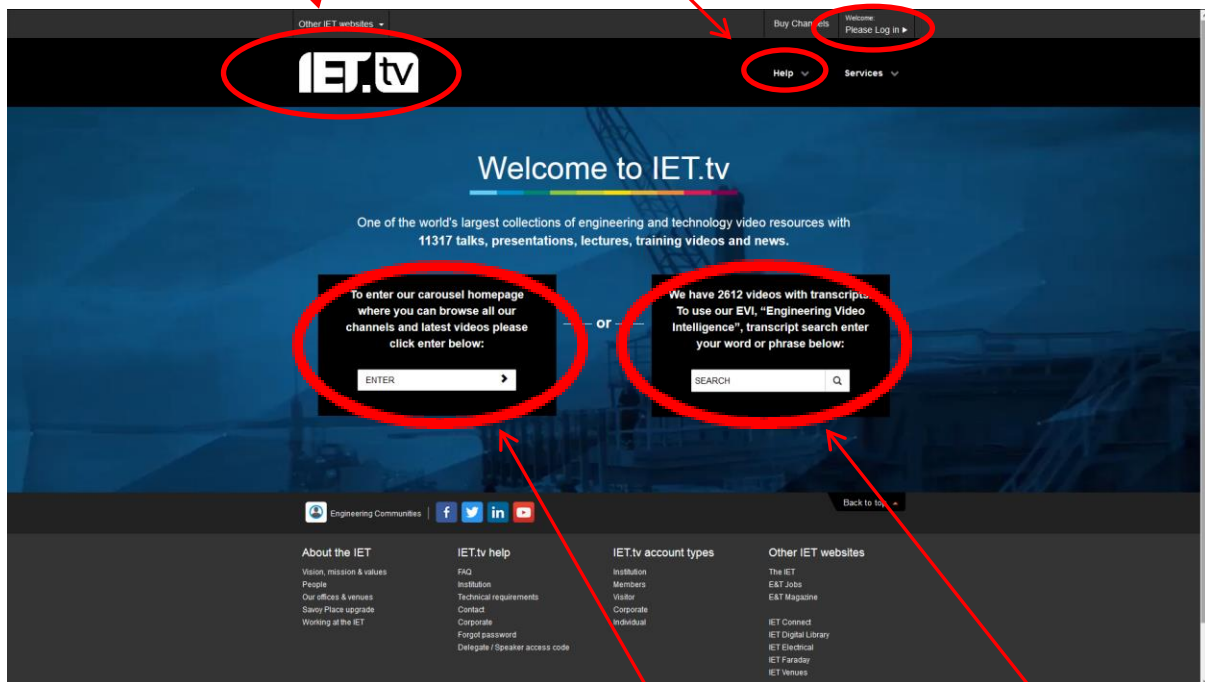 Other IET websites
Buy Channels
Welcome:
Please Log in
IET.tv
Help
Services
Welcome to IET.tv
One of the world's largest collections of engineering and technology video resources with
11317 talks, presentations, lectures, training videos and news.
To enter our carousel homepage
where you can browse all our
channels and latest videos please
click enter below:
ENTER
or
We have 2612 videos with transcripts
To use our EVI, “Engineering Video
Intelligence”, transcript search enter
your word or phrase below:
SEARCH
Engineering Communities
f
in
Back to top
About the IET
Vision, mission & values
People
Our offices & venues
Savoy Place upgrade
Working at the IET
IET.tv help
FAQ
Institution
Technical requirements
Contact
Corporate
Forgot password
Delegate / Speaker access code
IET.tv account types
Institution
Members
Visitor
Corporate
Individual
Other IET websites
The IET
E&T Jobs
E&T Magazine
IET Connect
IET Digital Library
IET Electrical
IET Faraday
IET Venues